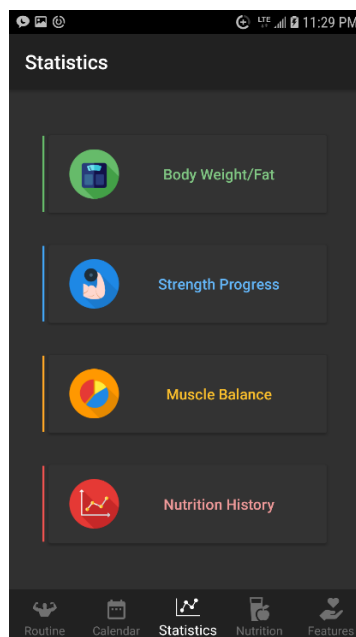 LTE 11:29 PM
Statistics
Body Weight/Fat
Strength Progress
Muscle Balance
Nutrition History
Routine Calendar Statistics Nutrition Features